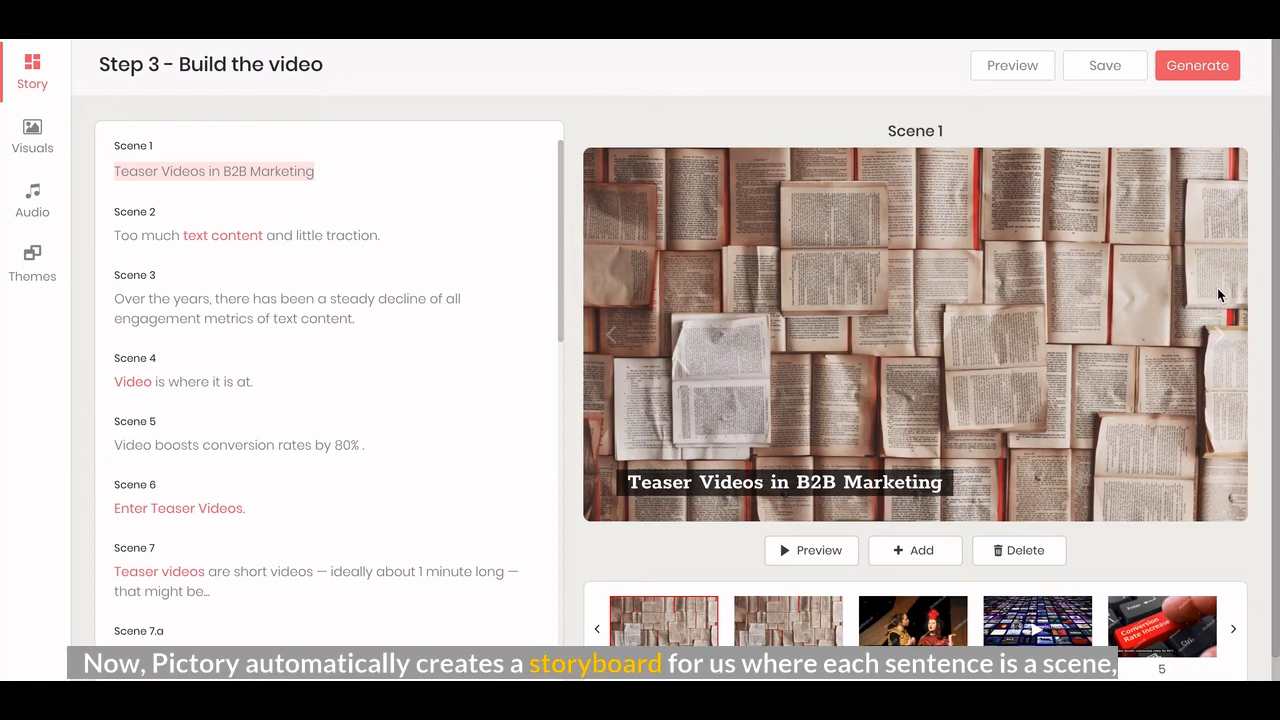 Step 3 - Build the video
Preview
Save
Generate
Story
Visuals
Audio
Themes
Scene 1
Teaser Videos in B2B Marketing
Scene 2
Too much text content and little traction.
Scene 3
Over the years, there has been a steady decline of all
engagement metrics of text content.
Scene 4
Video is where it is at.
Scene 5
Video boosts conversion rates by 80% .
Scene 6
Enter Teaser Videos.
Scene 7
Teaser videos are short videos — ideally about 1 minute long —
that might be...
Scene 7.a
Scene 1
Teaser Videos in B2B Marketing
Preview
Add
Delete
Conversion
Rate Increase
5
Now, Pictory automatically creates a storyboard for us where each sentence is a scene,